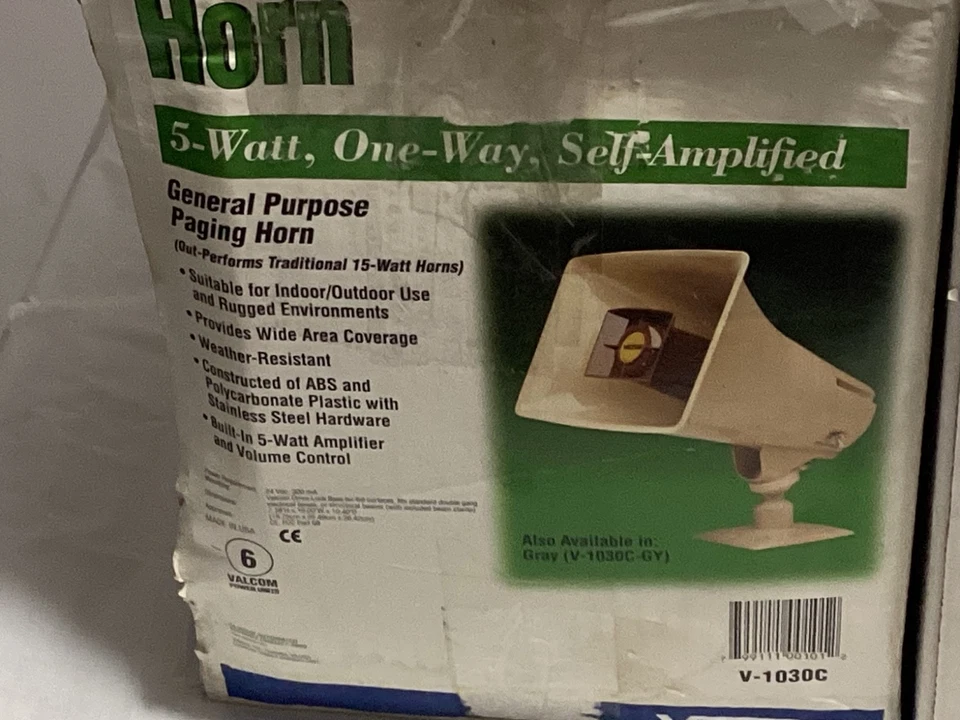 Horn
5-Watt, One-Way, Self-Amplified
General Purpose
Paging Horn
(Out-Performs Traditional 15-Watt Horns)
• Suitable for Indoor/Outdoor Use
and Rugged Environments
• Provides Wide Area Coverage
• Weather-Resistant
• Constructed of ABS and
Polycarbonate Plastic with
Stainless Steel Hardware
• Built-In 5-Watt Amplifier
and Volume Control
MADE IN USA
CE
6
VALCOM
POWER UNITS
Also Available in:
Gray (V-1030C-GY)
V-1030C